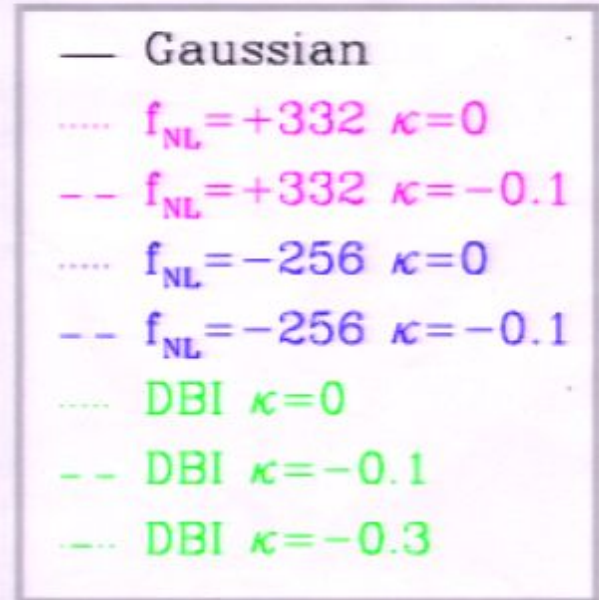 Gaussian
f_NL=+332 κ=0
f_NL=+332 κ=-0.1
f_NL=-256 κ=0
f_NL=-256 κ=-0.1
DBI κ=0
DBI κ=-0.1
DBI κ=-0.3